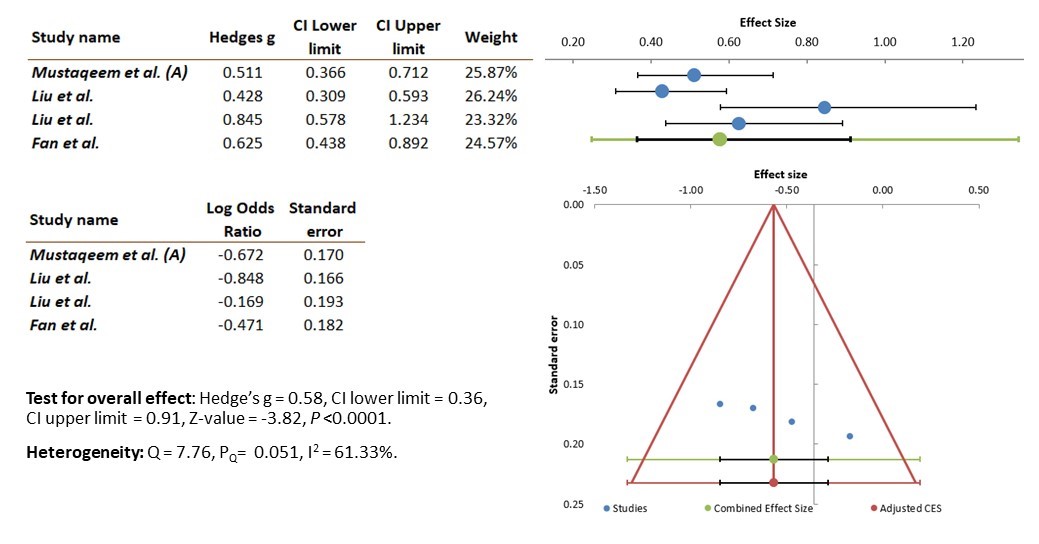 Study name Hedges g CI Lower limit CI Upper limit Weight
Mustaqeem et al. (A) 0.511 0.366 0.712 25.87%
Liu et al. 0.428 0.309 0.593 26.24%
Liu et al. 0.845 0.578 1.234 23.32%
Fan et al. 0.625 0.438 0.892 24.57%
Effect Size
0.20 0.40 0.60 0.80 1.00 1.20
Study name Log Odds Ratio Standard error
Mustaqeem et al. (A) -0.672 0.170
Liu et al. -0.848 0.166
Liu et al. -0.169 0.193
Fan et al. -0.471 0.182
Test for overall effect: Hedge's g = 0.58, CI lower limit = 0.36,
CI upper limit = 0.91, Z-value = -3.82, P <0.0001.
Heterogeneity: Q = 7.76, PQ= 0.051, I² = 61.33%.
Effect size
-1.50 -1.00 -0.50 0.00 0.50
0.00
0.05
0.10
0.15
0.20
0.25
Standard error
Studies Combined Effect Size Adjusted CES